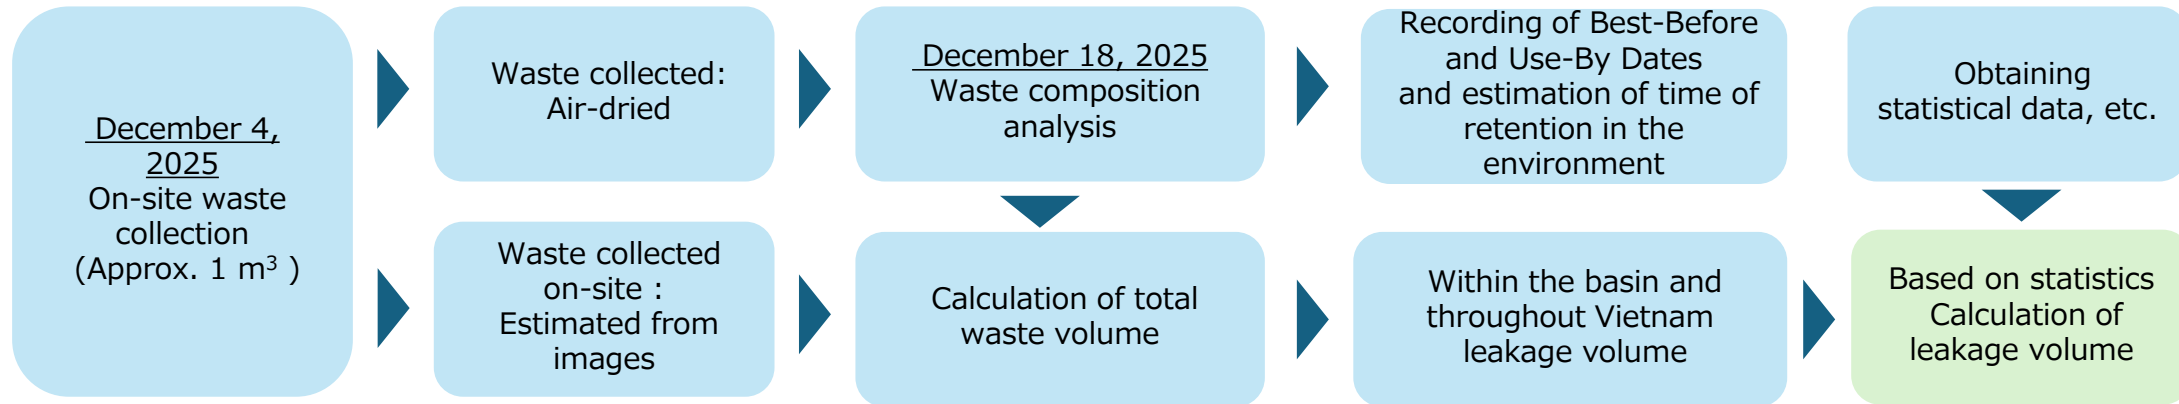 December 4,
2025
On-site waste
collection
(Approx. 1 m³ )
Waste collected:
Air-dried
December 18, 2025
Waste composition
analysis
Recording of Best-Before
and Use-By Dates
and estimation of time of
retention in the
environment
Obtaining
statistical data, etc.
Waste collected
on-site :
Estimated from
images
Calculation of total
waste volume
Within the basin and
throughout Vietnam
leakage volume
Based on statistics
Calculation of
leakage volume